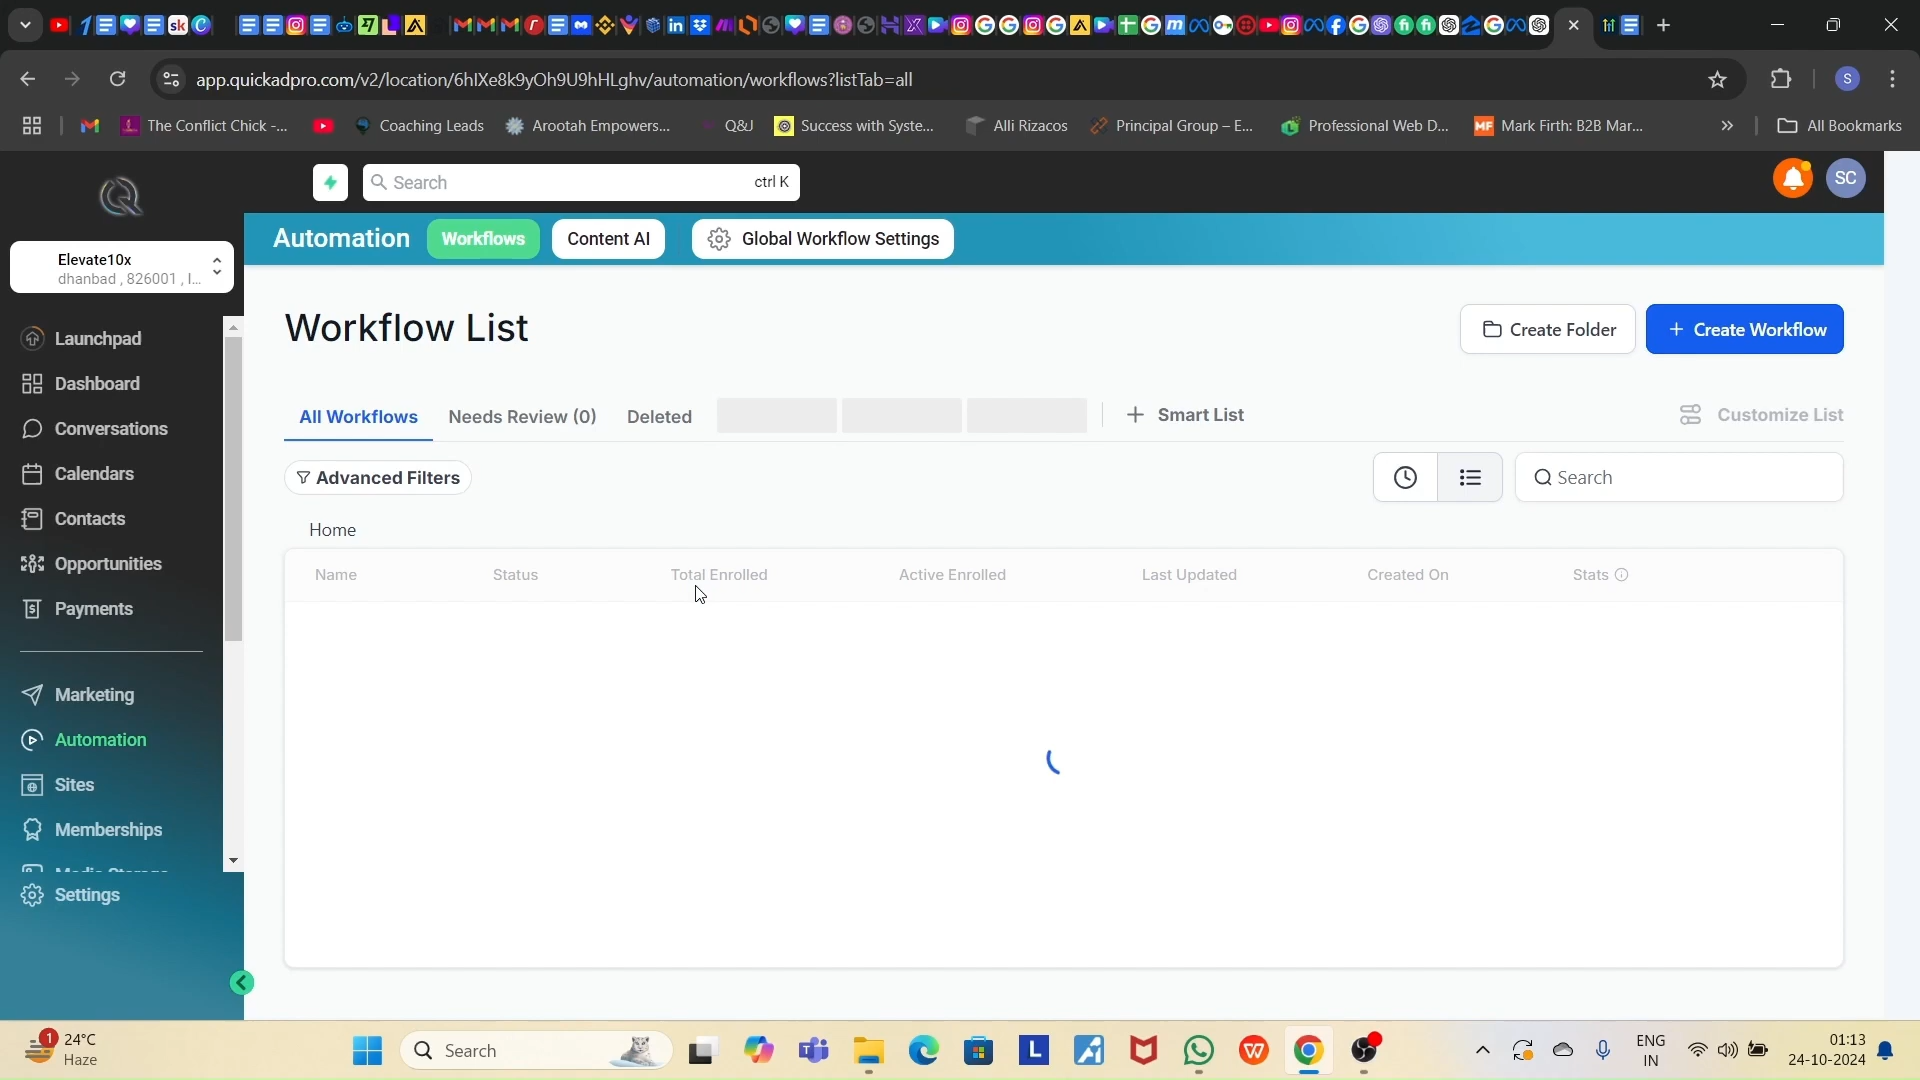 app.quickadpro.com/v2/location/6hlXe8k9yOh9U9hHLghv/automation/workflows?listTab=all
S
The Conflict Chick -...
Coaching Leads
Arootah Empowers...
Q&J
Success with Syste...
Alli Rizacos
Principal Group – E...
Professional Web D...
Mark Firth: B2B Mar...
All Bookmarks
Search
ctrl K
SC
Automation
Workflows
Content AI
Global Workflow Settings
Elevate10x
dhanbad , 826001 , I...
Launchpad
Dashboard
Conversations
Calendars
Contacts
Opportunities
Payments
Marketing
Automation
Sites
Memberships
Media Storage
Settings
Workflow List
Create Folder
+ Create Workflow
All Workflows
Needs Review (0)
Deleted
+ Smart List
Customize List
Advanced Filters
Search
Home
Name
Status
Total Enrolled
Active Enrolled
Last Updated
Created On
Stats
1
24°C
Haze
Search
ENG
IN
01:13
24-10-2024